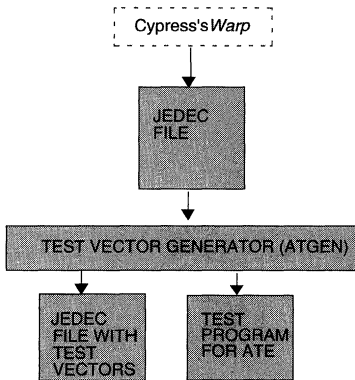 Cypress's Warp
JEDEC
FILE
TEST VECTOR GENERATOR (ATGEN)
JEDEC
FILE WITH
TEST
VECTORS
TEST
PROGRAM
FOR ATE